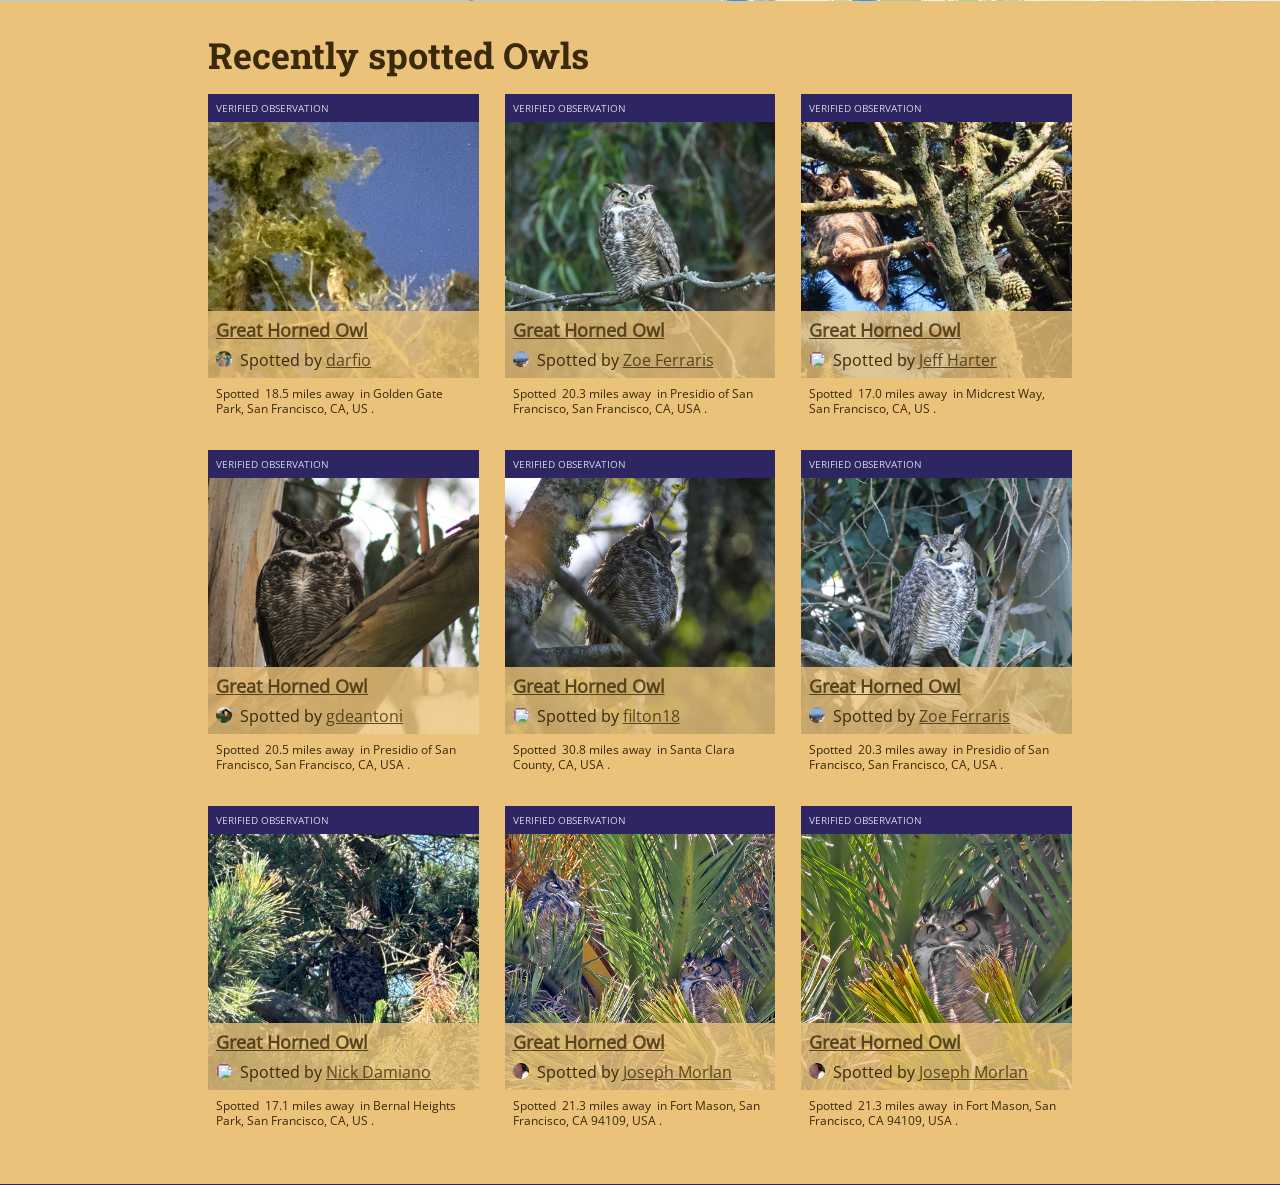 Recently spotted Owls
VERIFIED OBSERVATION
Great Horned Owl
Spotted by darfio
Spotted 18.5 miles away in Golden Gate
Park, San Francisco, CA, US .
VERIFIED OBSERVATION
Great Horned Owl
Spotted by Zoe Ferraris
Spotted 20.3 miles away in Presidio of San
Francisco, San Francisco, CA, USA .
VERIFIED OBSERVATION
Great Horned Owl
Spotted by Jeff Harter
Spotted 17.0 miles away in Midcrest Way,
San Francisco, CA, US .
VERIFIED OBSERVATION
Great Horned Owl
Spotted by gdeantoni
Spotted 20.5 miles away in Presidio of San
Francisco, San Francisco, CA, USA .
VERIFIED OBSERVATION
Great Horned Owl
Spotted by filton18
Spotted 30.8 miles away in Santa Clara
County, CA, USA .
VERIFIED OBSERVATION
Great Horned Owl
Spotted by Zoe Ferraris
Spotted 20.3 miles away in Presidio of San
Francisco, San Francisco, CA, USA .
VERIFIED OBSERVATION
Great Horned Owl
Spotted by Nick Damiano
Spotted 17.1 miles away in Bernal Heights
Park, San Francisco, CA, US .
VERIFIED OBSERVATION
Great Horned Owl
Spotted by Joseph Morlan
Spotted 21.3 miles away in Fort Mason, San
Francisco, CA 94109, USA .
VERIFIED OBSERVATION
Great Horned Owl
Spotted by Joseph Morlan
Spotted 21.3 miles away in Fort Mason, San
Francisco, CA 94109, USA .